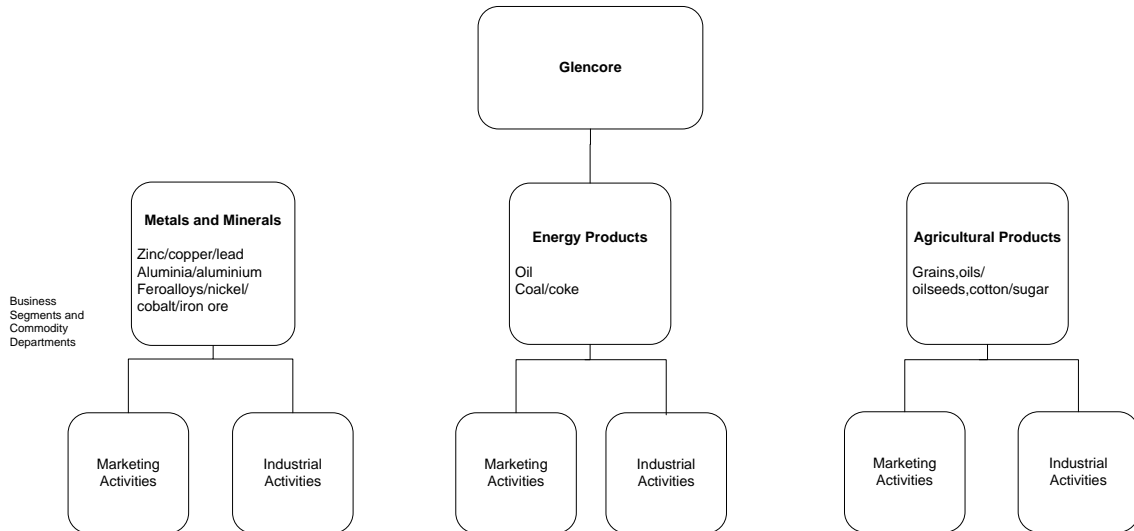 Glencore
Metals and Minerals
Zinc/copper/lead
Aluminia/aluminium
Feroalloys/nickel/
cobalt/iron ore
Energy Products
Oil
Coal/coke
Agricultural Products
Grains,oils/
oilseeds,cotton/sugar
Business
Segments and
Commodity
Departments
Marketing
Activities
Industrial
Activities
Marketing
Activities
Industrial
Activities
Marketing
Activities
Industrial
Activities